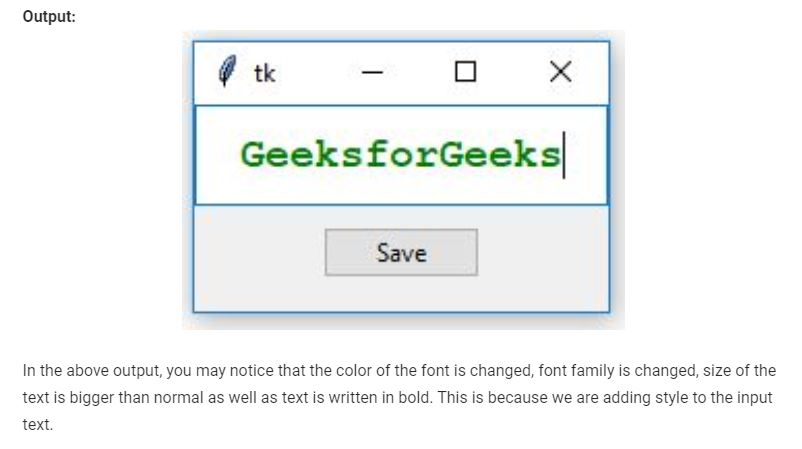 Output:
tk
GeeksforGeeks
Save
In the above output, you may notice that the color of the font is changed, font family is changed, size of the
text is bigger than normal as well as text is written in bold. This is because we are adding style to the input
text.